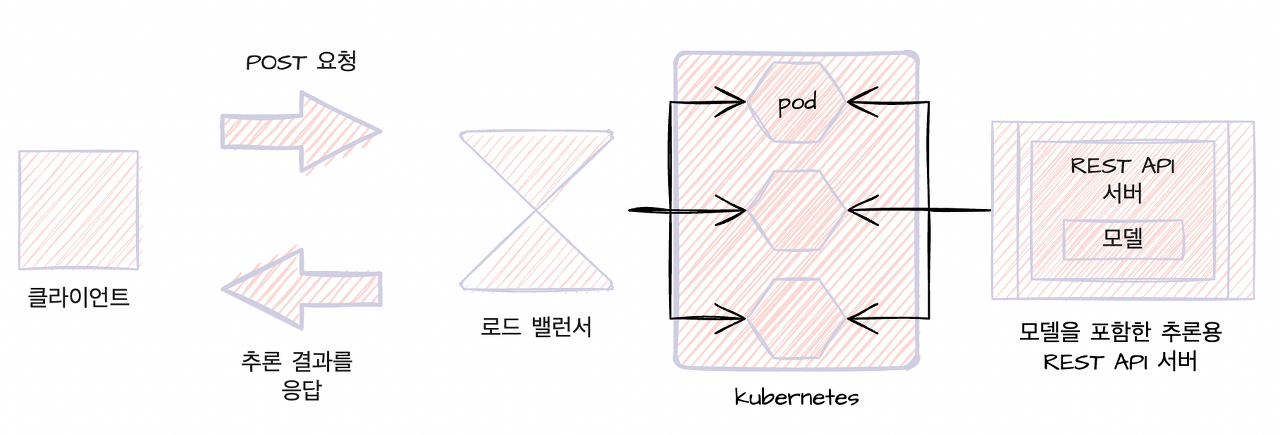 POST 요청
클라이언트
추론 결과를
응답
로드 밸런서
pod
kubernetes
REST API
서버
모델
모델을 포함한 추론용
REST API 서버